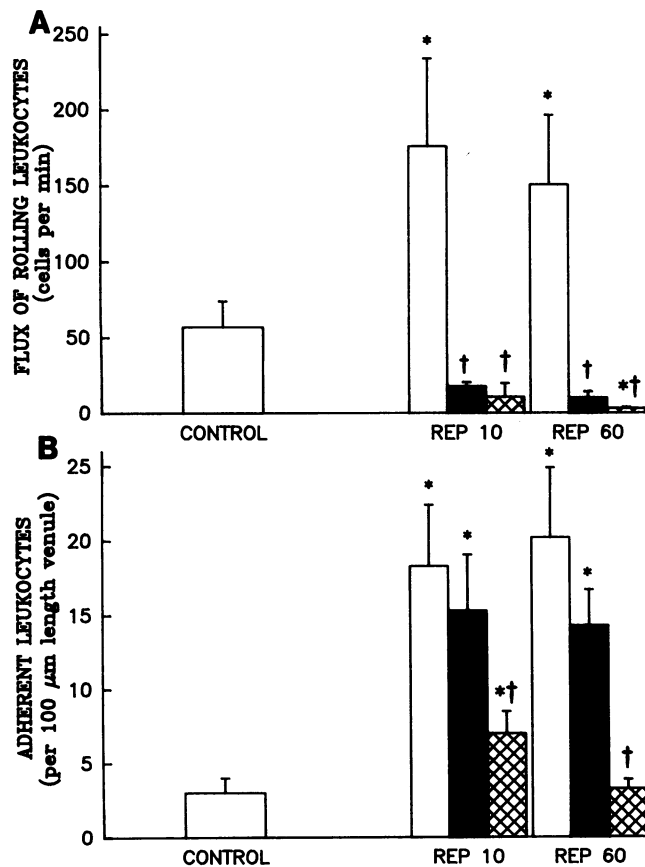 A
FLUX OF ROLLING LEUKOCYTES
(cells per min)
250
200
150
100
50
0
*
*
†
†
†
*†
CONTROL
REP 10
REP 60
B
ADHERENT LEUKOCYTES
(per 100 μm length venule)
25
20
15
10
5
0
*
*
*†
*
*
†
CONTROL
REP 10
REP 60